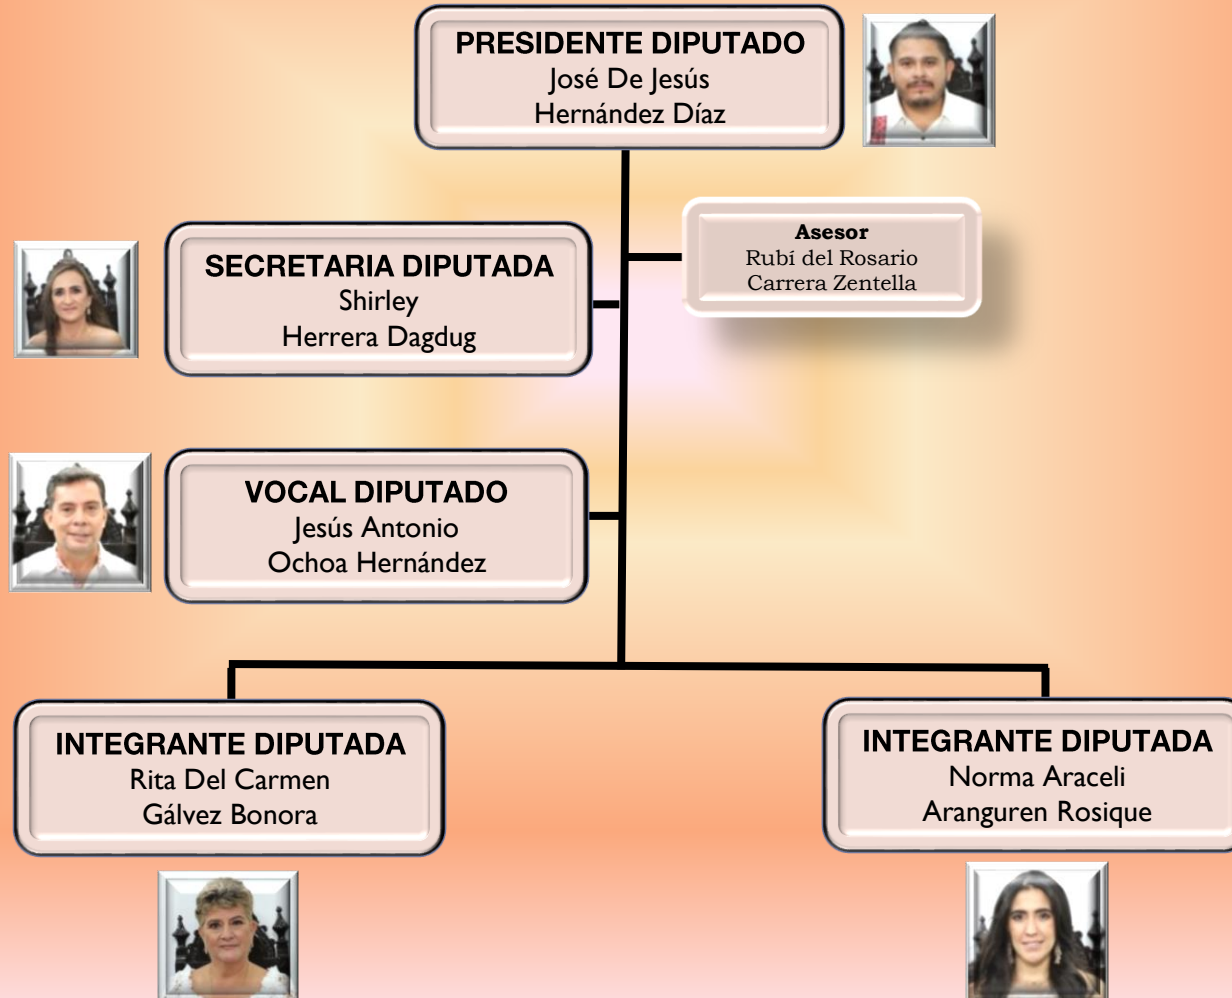 PRESIDENTE DIPUTADO
José De Jesús
Hernández Díaz
Asesor
Rubí del Rosario
Carrera Zentella
SECRETARIA DIPUTADA
Shirley
Herrera Dagdug
VOCAL DIPUTADO
Jesús Antonio
Ochoa Hernández
INTEGRANTE DIPUTADA
Rita Del Carmen
Gálvez Bonora
INTEGRANTE DIPUTADA
Norma Araceli
Aranguren Rosique